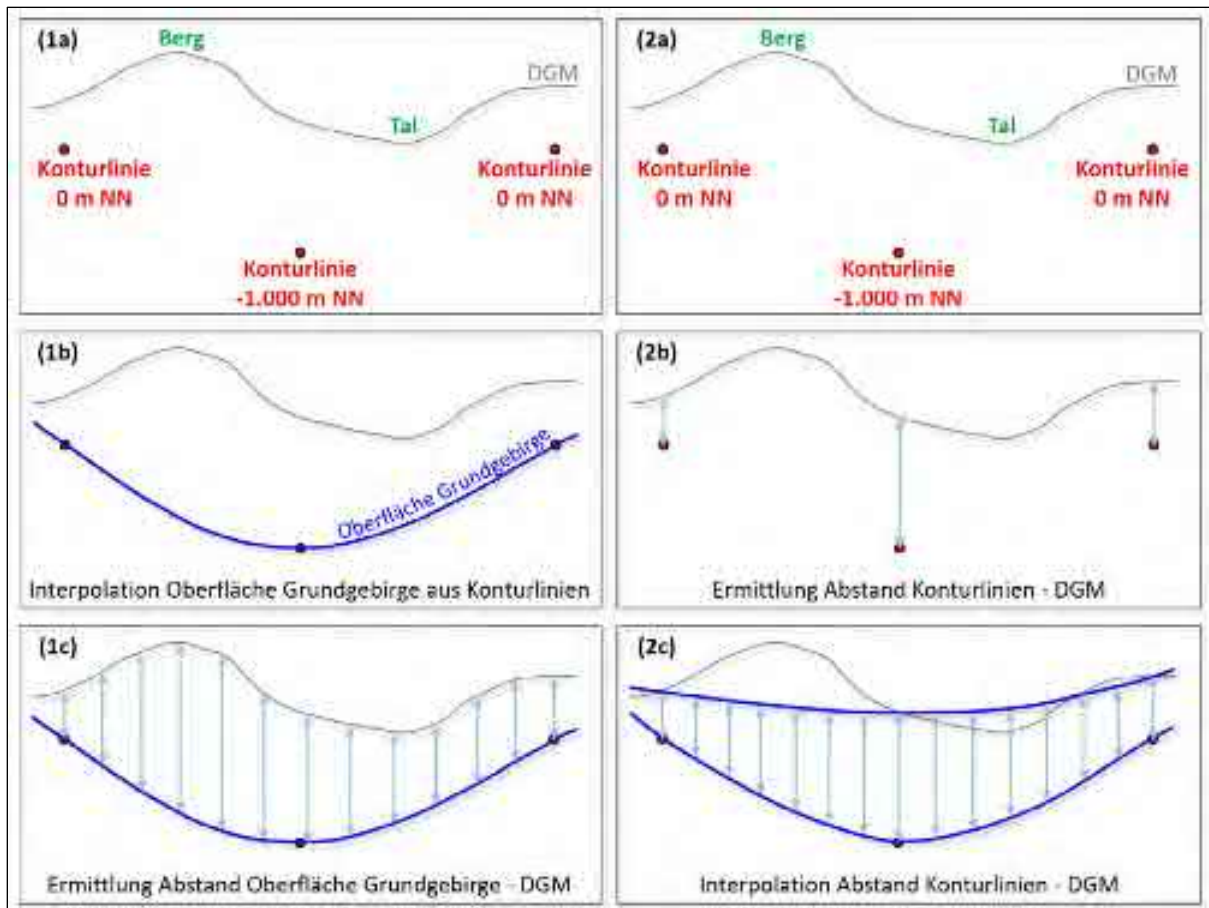 (1a)
Berg
DGM
Tal
Konturlinie
0 m NN
Konturlinie
0 m NN
Konturlinie
-1.000 m NN
(2a)
Berg
DGM
Tal
Konturlinie
0 m NN
Konturlinie
0 m NN
Konturlinie
-1.000 m NN
(1b)
Oberfläche Grundgebirge
Interpolation Oberfläche Grundgebirge aus Konturlinien
(2b)
Ermittlung Abstand Konturlinien - DGM
(1c)
Ermittlung Abstand Oberfläche Grundgebirge - DGM
(2c)
Interpolation Abstand Konturlinien - DGM